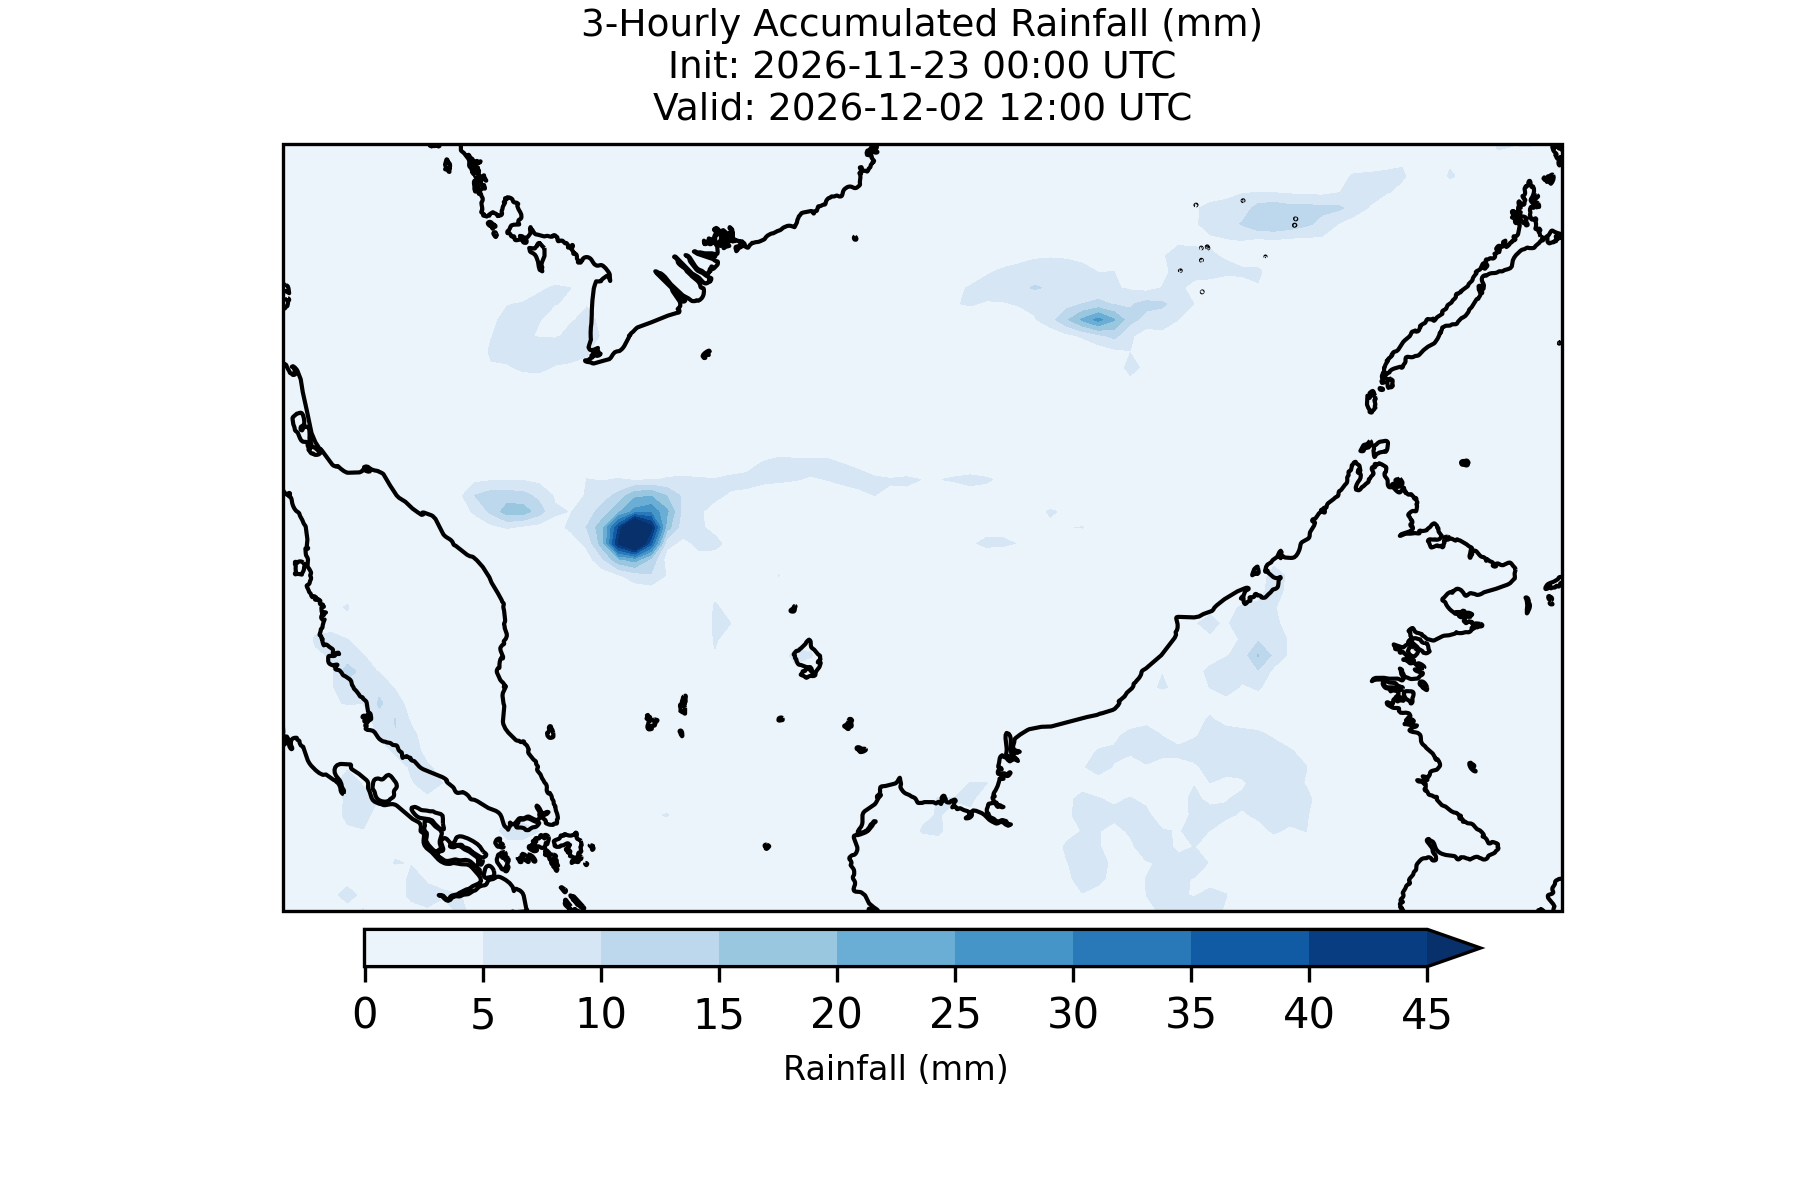 3-Hourly Accumulated Rainfall (mm)
Init: 2026-11-23 00:00 UTC
Valid: 2026-12-02 12:00 UTC
0 5 10 15 20 25 30 35 40 45
Rainfall (mm)